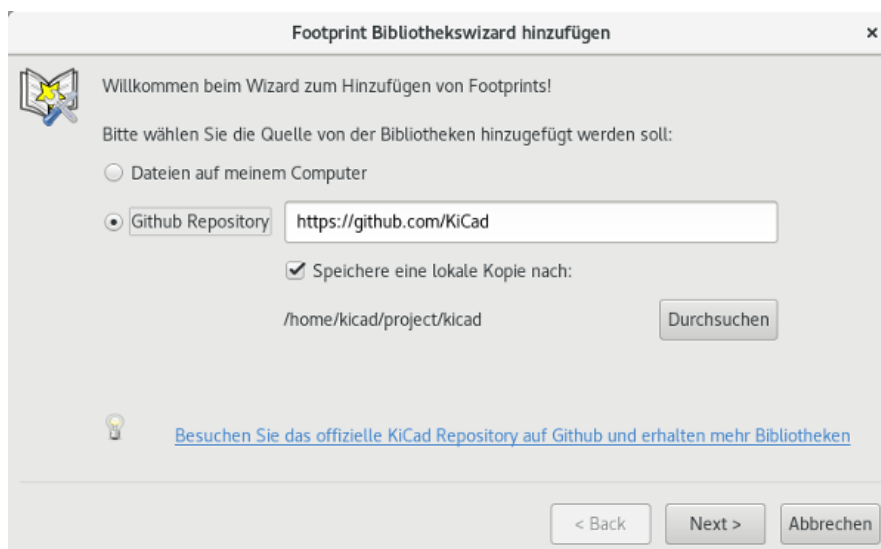 Footprint Bibliothekswizard hinzufügen
Willkommen beim Wizard zum Hinzufügen von Footprints!
Bitte wählen Sie die Quelle von der Bibliotheken hinzugefügt werden soll:
Dateien auf meinem Computer
Github Repository https://github.com/KiCad
Speichere eine lokale Kopie nach:
/home/kicad/project/kicad Durchsuchen
Besuchen Sie das offizielle KiCad Repository auf Github und erhalten mehr Bibliotheken
< Back Next > Abbrechen